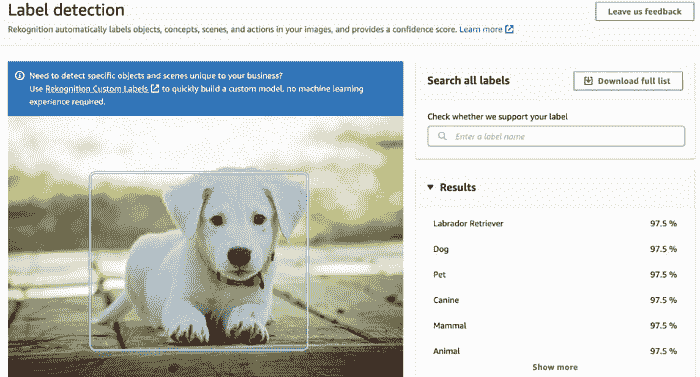 Label detection
Leave us feedback
Rekognition automatically labels objects, concepts, scenes, and actions in your images, and provides a confidence score. Learn more
Need to detect specific objects and scenes unique to your business?
Use Rekognition Custom Labels to quickly build a custom model, no machine learning
experience required.
Search all labels
Download full list
Check whether we support your label
Enter a label name
Results
Labrador Retriever 97.5 %
Dog 97.5 %
Pet 97.5 %
Canine 97.5 %
Mammal 97.5 %
Animal 97.5 %
Show more